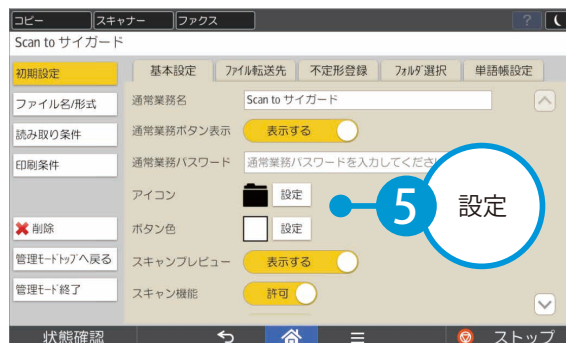 コピー スキャナー ファクス ?
Scan to サイガード
初期設定 基本設定 ファイル転送先 不定形登録 フォルダ選択 単語帳設定
ファイル名/形式 通常業務名 Scan to サイガード
読み取り条件 通常業務ボタン表示 表示する
印刷条件 通常業務パスワード 通常業務パスワードを入力してくださ
アイコン 設定 5 設定
削除 ボタン色 設定
管理モードトップへ戻る スキャンプレビュー 表示する
管理モード終了 スキャン機能 許可
状態確認 ストップ